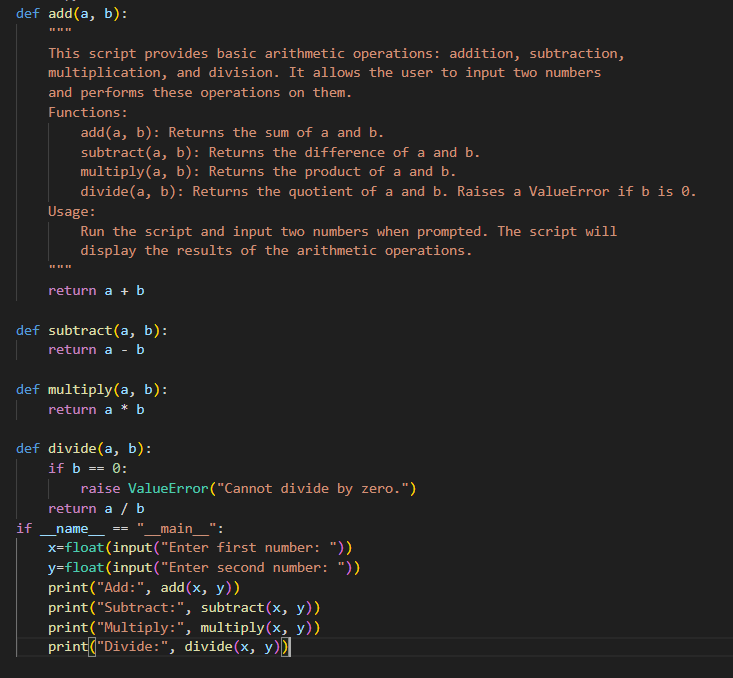 def add(a, b):
    """
    This script provides basic arithmetic operations: addition, subtraction,
    multiplication, and division. It allows the user to input two numbers
    and performs these operations on them.
    Functions:
        add(a, b): Returns the sum of a and b.
        subtract(a, b): Returns the difference of a and b.
        multiply(a, b): Returns the product of a and b.
        divide(a, b): Returns the quotient of a and b. Raises a ValueError if b is 0.
    Usage:
        Run the script and input two numbers when prompted. The script will
        display the results of the arithmetic operations.
    """
    return a + b

def subtract(a, b):
    return a - b

def multiply(a, b):
    return a * b

def divide(a, b):
    if b == 0:
        raise ValueError("Cannot divide by zero.")
    return a / b
if __name__ == "__main__":
    x=float(input("Enter first number: "))
    y=float(input("Enter second number: "))
    print("Add:", add(x, y))
    print("Subtract:", subtract(x, y))
    print("Multiply:", multiply(x, y))
    print("Divide:", divide(x, y))